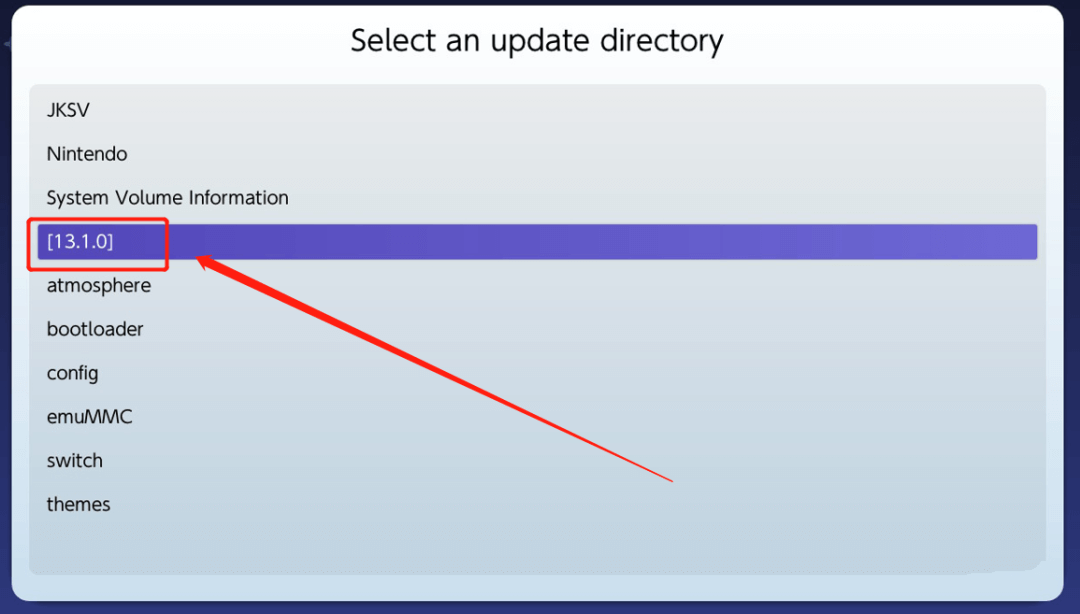 Select an update directory
JKSV
Nintendo
System Volume Information
[13.1.0]
atmosphere
bootloader
config
emuMMC
switch
themes